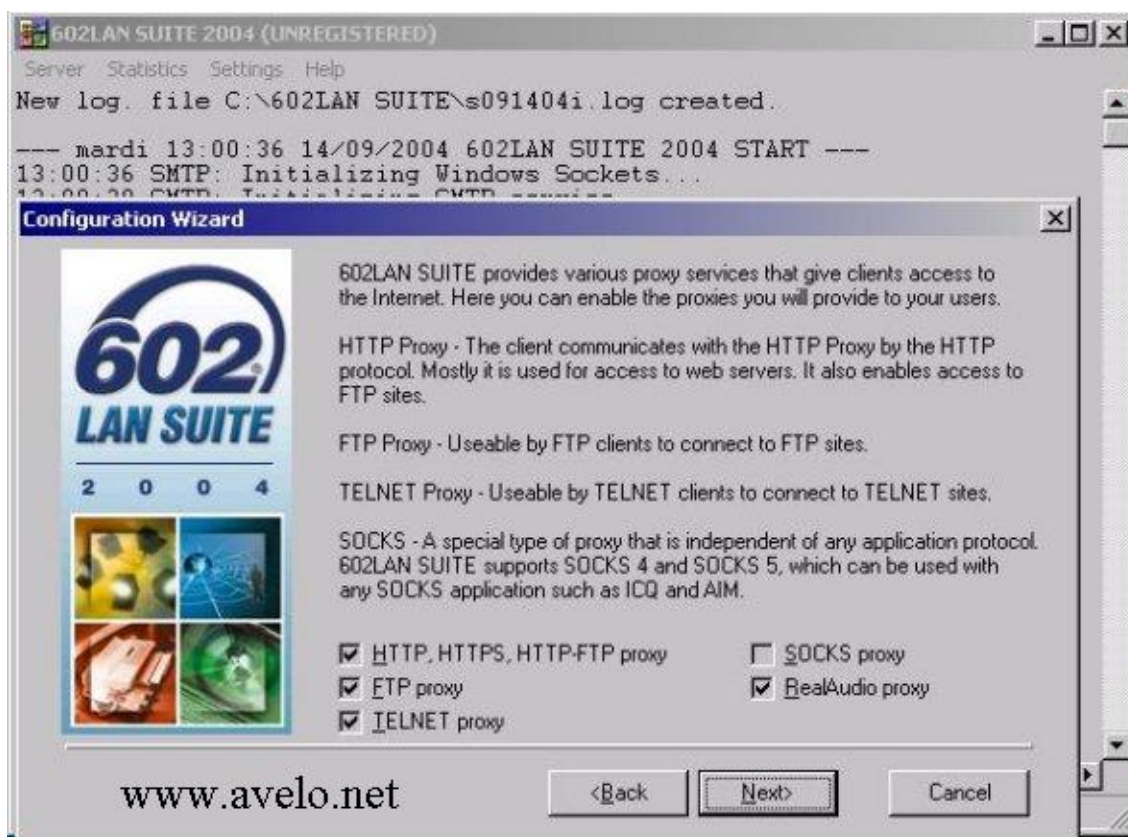 602LAN SUITE 2004 (UNREGISTERED)
Server Statistics Settings Help
New log. file C:\602LAN SUITE\s091404i.log created.
--- mardi 13:00:36 14/09/2004 602LAN SUITE 2004 START ---
13:00:36 SMTP: Initializing Windows Sockets...
Configuration Wizard
602
LAN SUITE
2 0 0 4
602LAN SUITE provides various proxy services that give clients access to
the Internet. Here you can enable the proxies you will provide to your users.
HTTP Proxy - The client communicates with the HTTP Proxy by the HTTP
protocol. Mostly it is used for access to web servers. It also enables access to
FTP sites.
FTP Proxy - Useable by FTP clients to connect to FTP sites.
TELNET Proxy - Useable by TELNET clients to connect to TELNET sites.
SOCKS - A special type of proxy that is independent of any application protocol.
602LAN SUITE supports SOCKS 4 and SOCKS 5, which can be used with
any SOCKS application such as ICQ and AIM.
HTTP, HTTPS, HTTP-FTP proxy
SOCKS proxy
FTP proxy
RealAudio proxy
TELNET proxy
www.avelo.net
<Back
Next>
Cancel